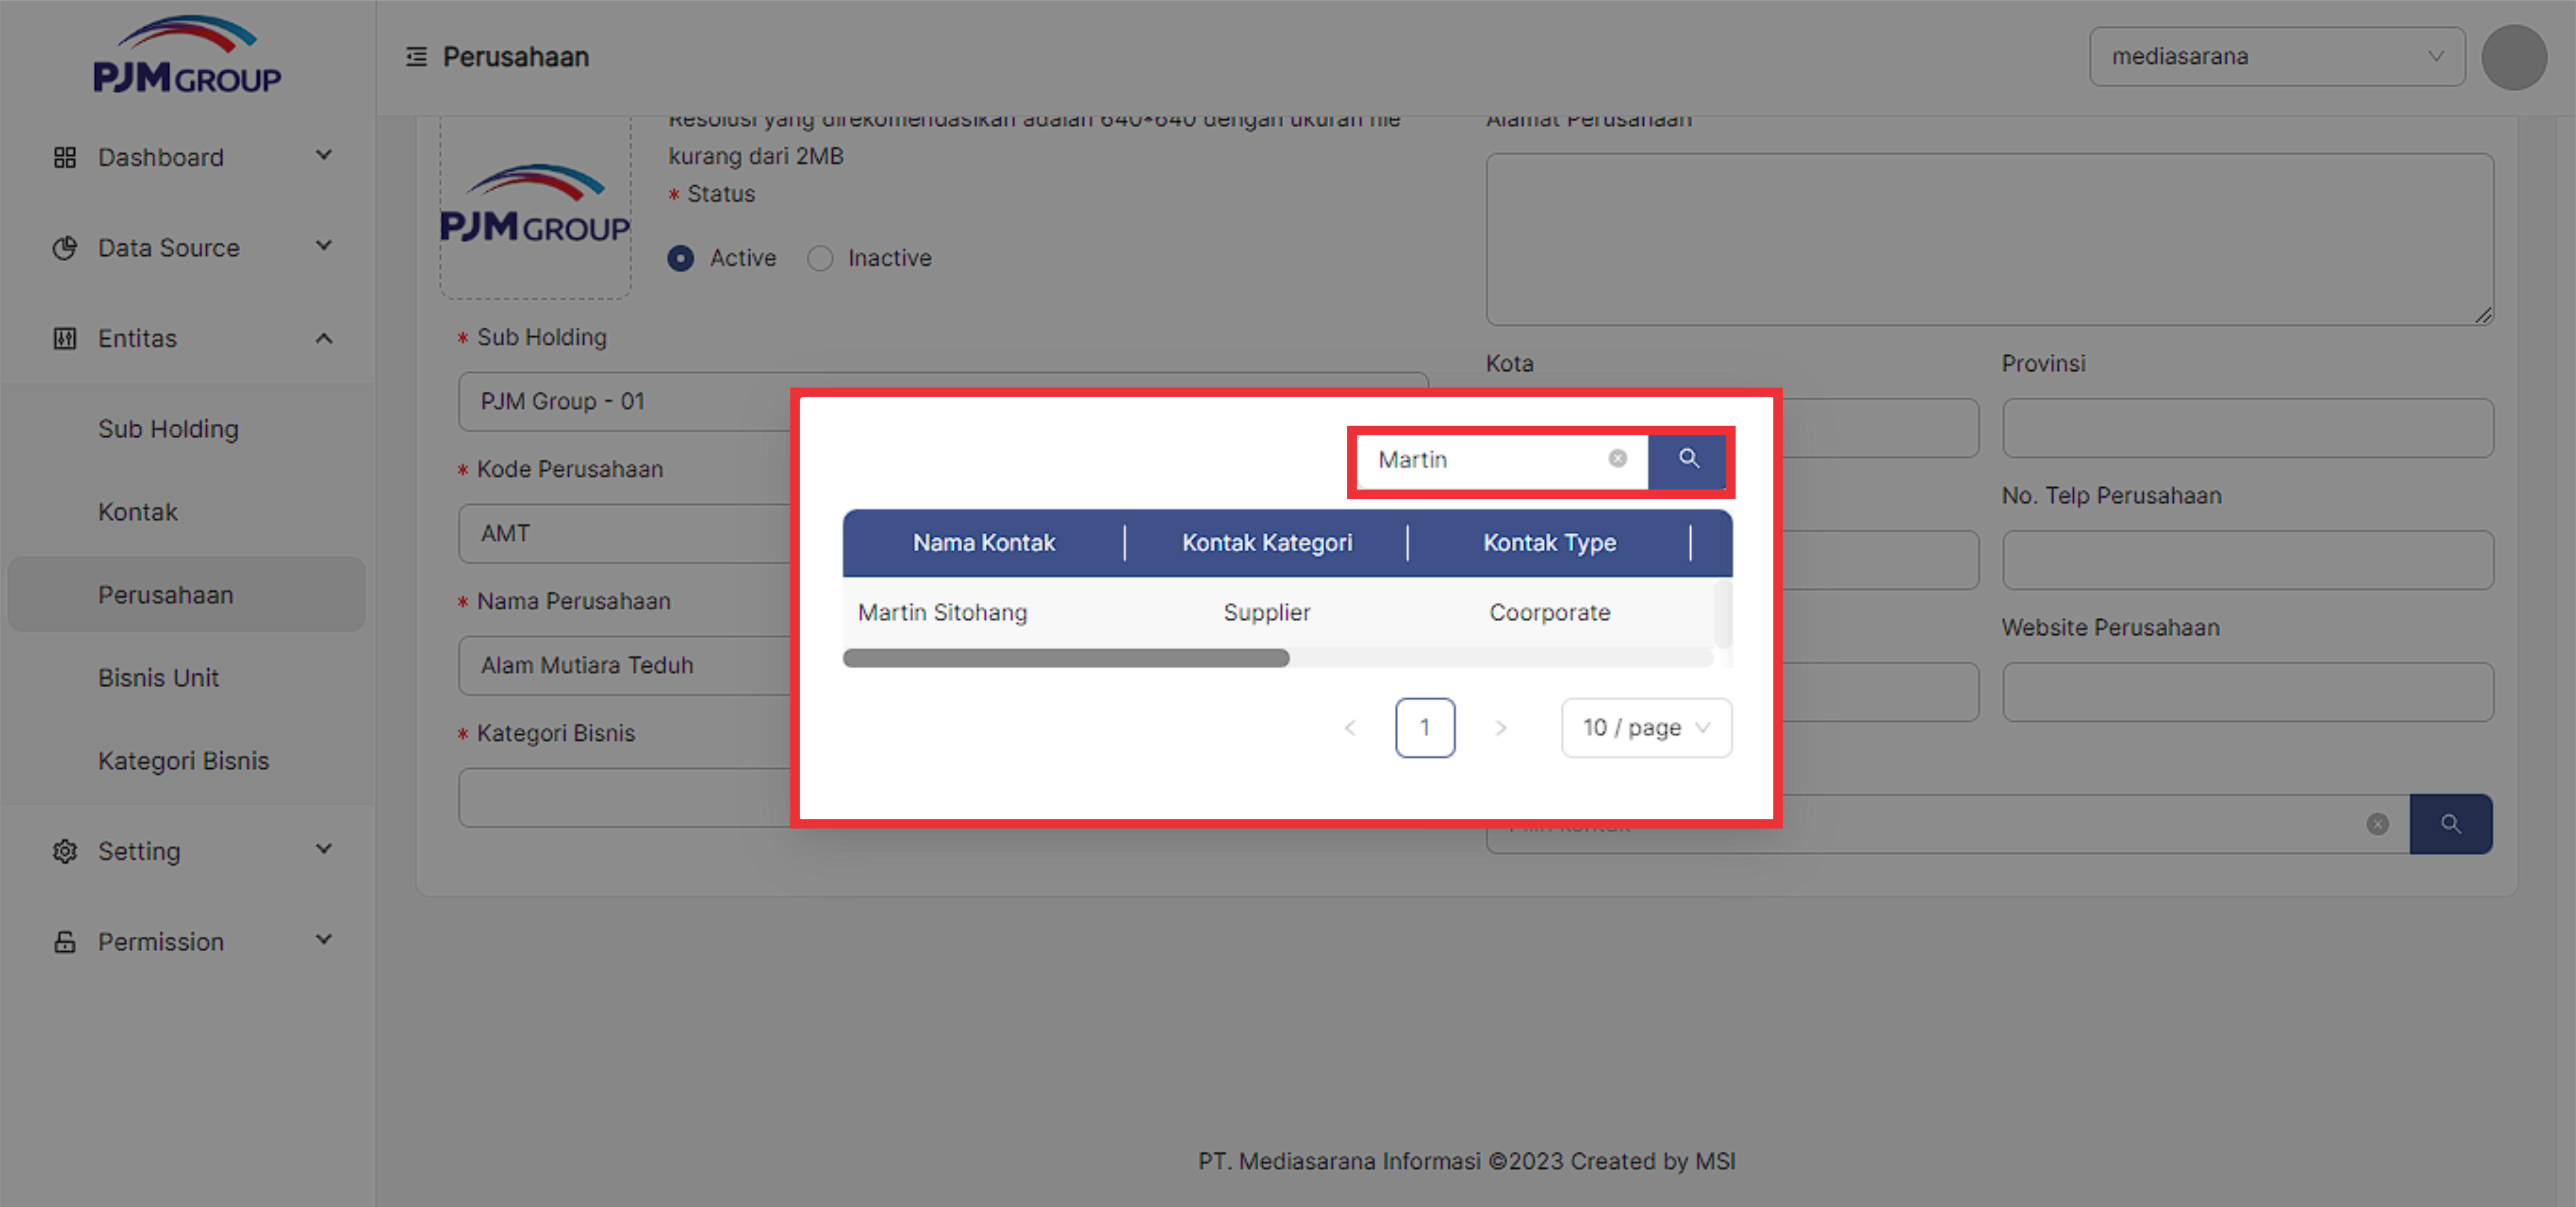 PJM GROUP
Perusahaan
mediasarana
Dashboard
Data Source
Entitas
Sub Holding
Kontak
Perusahaan
Bisnis Unit
Kategori Bisnis
Setting
Permission
PJM GROUP
Resolusi yang direkomendasikan adalah 640*640 dengan ukuran file
kurang dari 2MB
* Status
Active
Inactive
* Sub Holding
PJM Group - 01
* Kode Perusahaan
AMT
* Nama Perusahaan
Alam Mutiara Teduh
* Kategori Bisnis
Alamat Perusahaan
Kota
Provinsi
No. Telp Perusahaan
Website Perusahaan
Martin
Nama Kontak
Kontak Kategori
Kontak Type
Martin Sitohang
Supplier
Coorporate
< 1 >
10 / page
PT. Mediasarana Informasi ©2023 Created by MSI